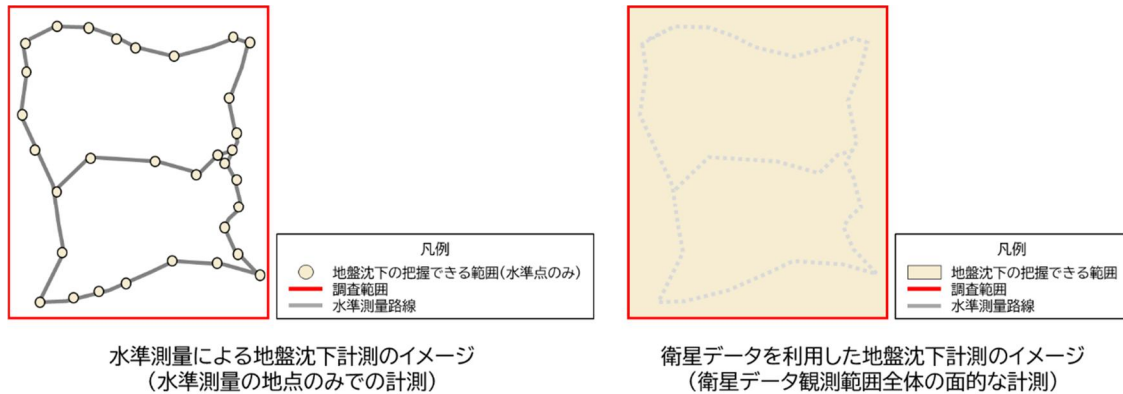 凡例
地盤沈下の把握できる範囲(水準点のみ)
調査範囲
水準測量路線
水準測量による地盤沈下計測のイメージ
(水準測量の地点のみでの計測)
凡例
地盤沈下の把握できる範囲
調査範囲
水準測量路線
衛星データを利用した地盤沈下計測のイメージ
(衛星データ観測範囲全体の面的な計測)